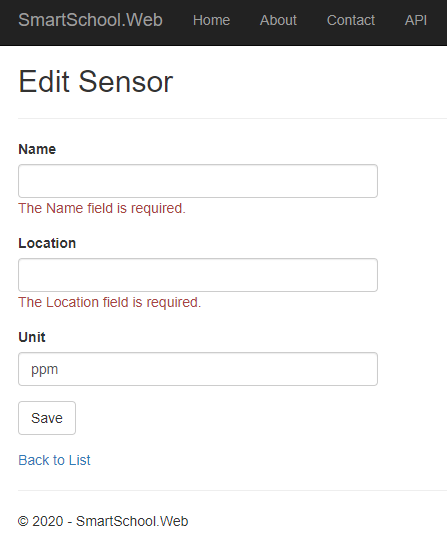 SmartSchool.Web Home About Contact API
Edit Sensor
Name
The Name field is required.
Location
The Location field is required.
Unit
ppm
Save
Back to List
© 2020 - SmartSchool.Web